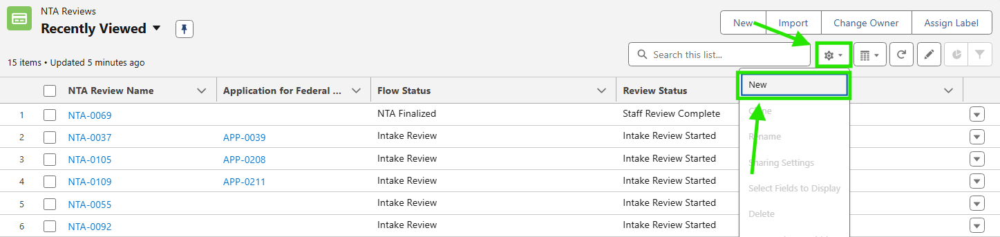 NTA Reviews
Recently Viewed
New Import Change Owner Assign Label
15 items • Updated 5 minutes ago
Search this list...
NTA Review Name Application for Federal ... Flow Status Review Status
New
1 NTA-0069 NTA Finalized Staff Review Complete
Clone
2 NTA-0037 APP-0039 Intake Review Intake Review Started
Rename
3 NTA-0105 APP-0208 Intake Review Intake Review Started
Sharing Settings
4 NTA-0109 APP-0211 Intake Review Intake Review Started
Select Fields to Display
5 NTA-0055 Intake Review Intake Review Started
Delete
6 NTA-0092 Intake Review Intake Review Started